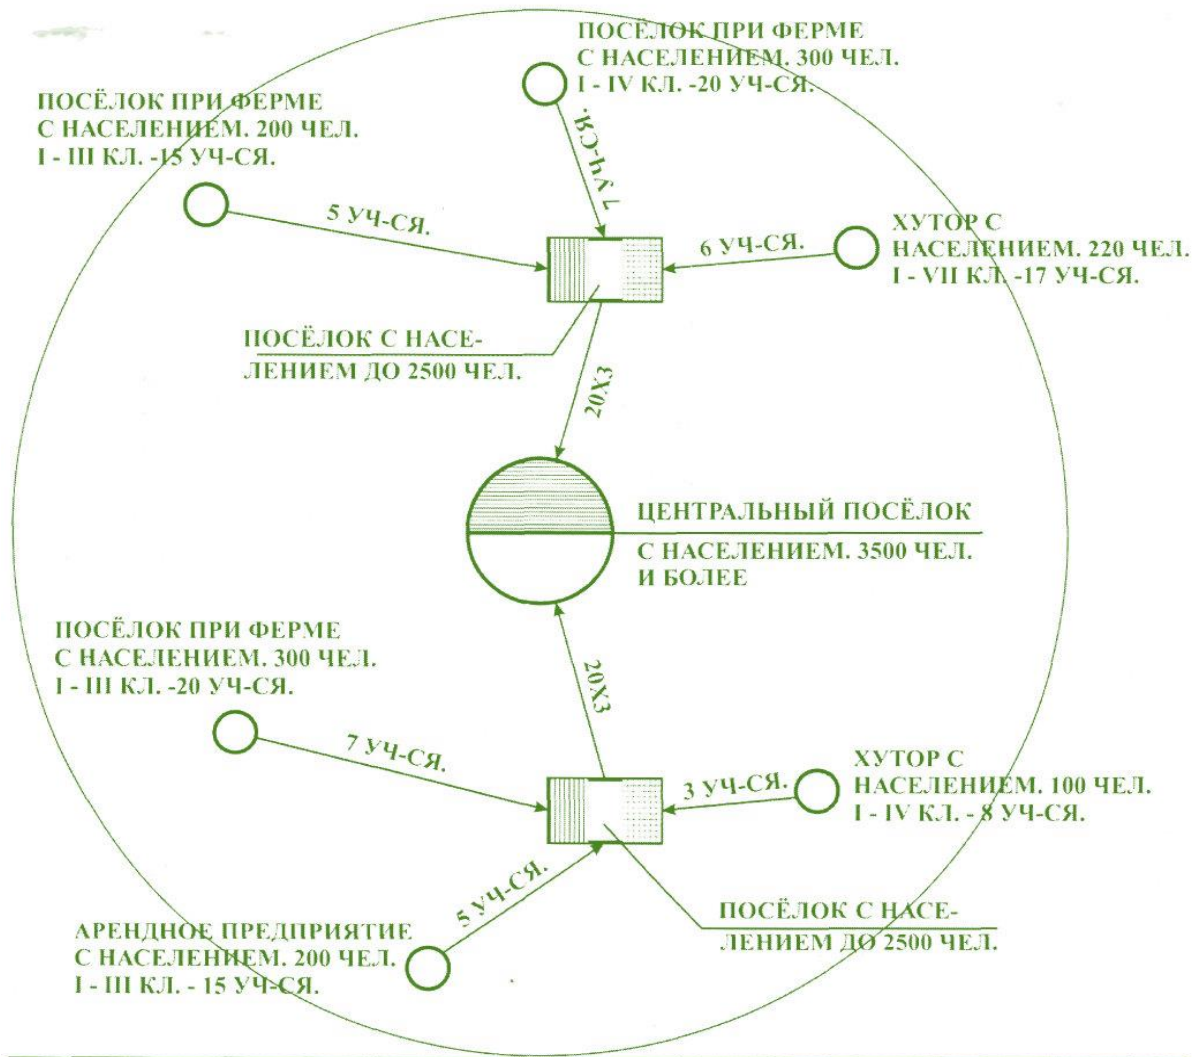 ПОСЁЛОК ПРИ ФЕРМЕ
С НАСЕЛЕНИЕМ. 300 ЧЕЛ.
I - IV КЛ. -20 УЧ-СЯ.
ПОСЁЛОК ПРИ ФЕРМЕ
С НАСЕЛЕНИЕМ. 200 ЧЕЛ.
I - III КЛ. -15 УЧ-СЯ.
7 УЧ-СЯ.
5 УЧ-СЯ.
6 УЧ-СЯ.
ХУТОР С
НАСЕЛЕНИЕМ. 220 ЧЕЛ.
I - VII КЛ. -17 УЧ-СЯ.
ПОСЁЛОК С НАСЕ-
ЛЕНИЕМ ДО 2500 ЧЕЛ.
20Х3
ЦЕНТРАЛЬНЫЙ ПОСЁЛОК
С НАСЕЛЕНИЕМ. 3500 ЧЕЛ.
И БОЛЕЕ
ПОСЁЛОК ПРИ ФЕРМЕ
С НАСЕЛЕНИЕМ. 300 ЧЕЛ.
I - III КЛ. -20 УЧ-СЯ.
20Х3
7 УЧ-СЯ.
3 УЧ-СЯ.
ХУТОР С
НАСЕЛЕНИЕМ. 100 ЧЕЛ.
I - IV КЛ. - 8 УЧ-СЯ.
5 УЧ-СЯ.
АРЕНДНОЕ ПРЕДПРИЯТИЕ
С НАСЕЛЕНИЕМ. 200 ЧЕЛ.
I - III КЛ. - 15 УЧ-СЯ.
ПОСЁЛОК С НАСЕ-
ЛЕНИЕМ ДО 2500 ЧЕЛ.